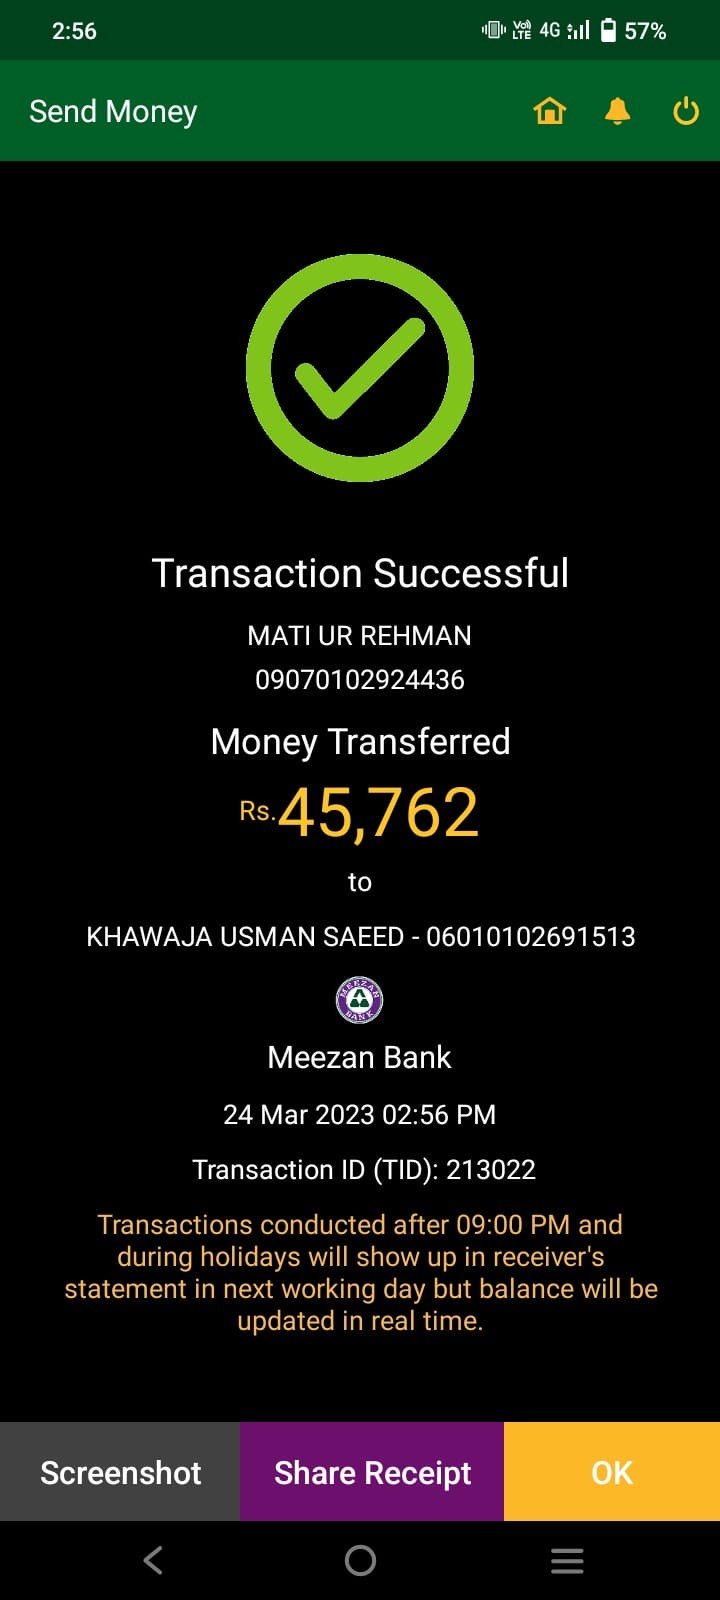 2:56 Vo) LTE 4G 57%
Send Money
Transaction Successful
MATI UR REHMAN
09070102924436
Money Transferred
Rs.45,762
to
KHAWAJA USMAN SAEED - 06010102691513
MEEZAN BANK
Meezan Bank
24 Mar 2023 02:56 PM
Transaction ID (TID): 213022
Transactions conducted after 09:00 PM and
during holidays will show up in receiver's
statement in next working day but balance will be
updated in real time.
Screenshot Share Receipt OK